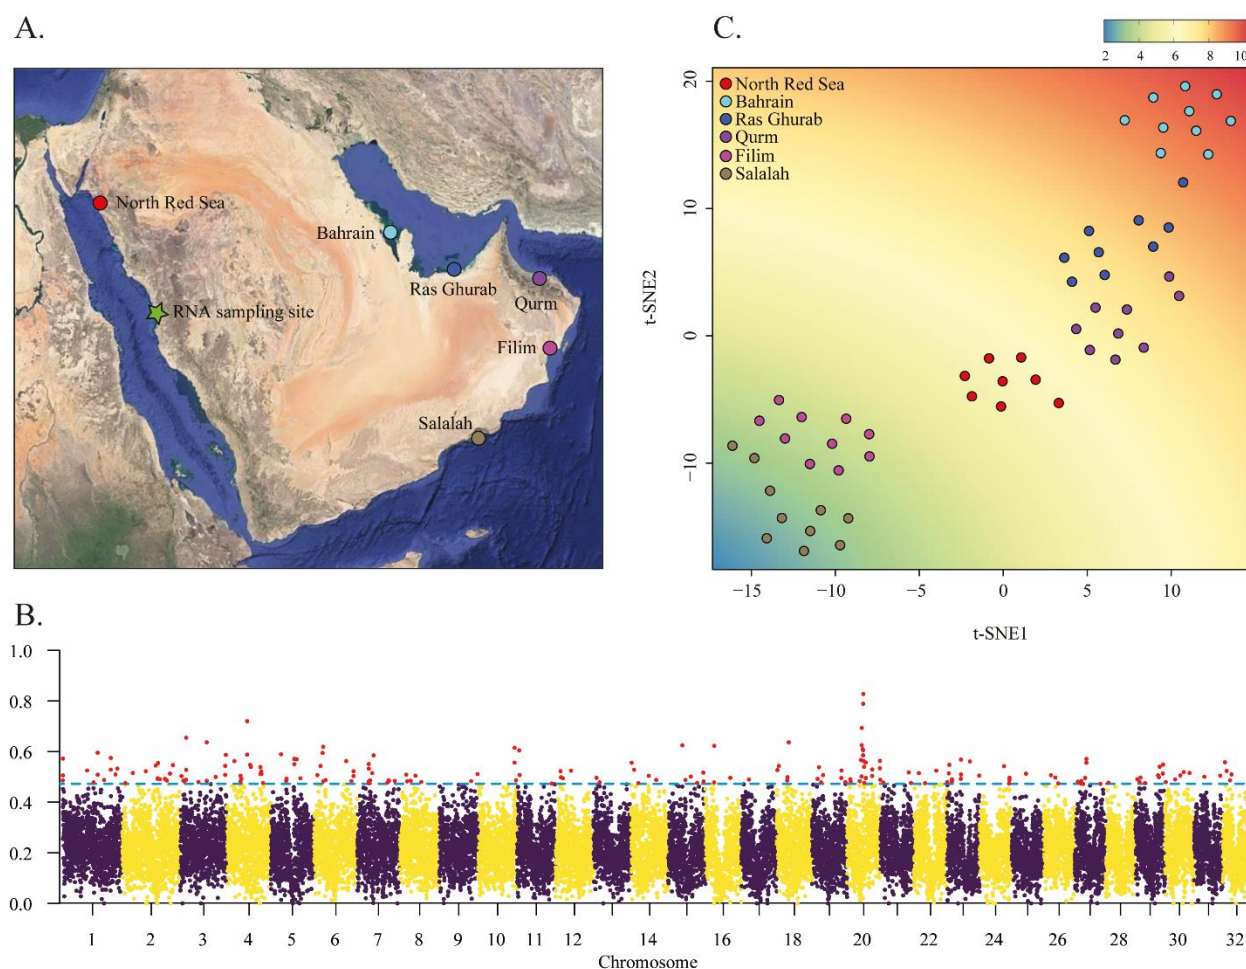 A.
North Red Sea
Bahrain
Ras Ghurab
Qurm
RNA sampling site
Filim
Salalah
C.
2 4 6 8 10
North Red Sea
Bahrain
Ras Ghurab
Qurm
Filim
Salalah
t-SNE2
20
10
0
−10
−15 −10 −5 0 5 10
t-SNE1
B.
1.0
0.8
0.6
0.4
0.2
0.0
1 2 3 4 5 6 7 8 9 10 11 12 14 15 16 18 20 22 24 26 28 30 32
Chromosome